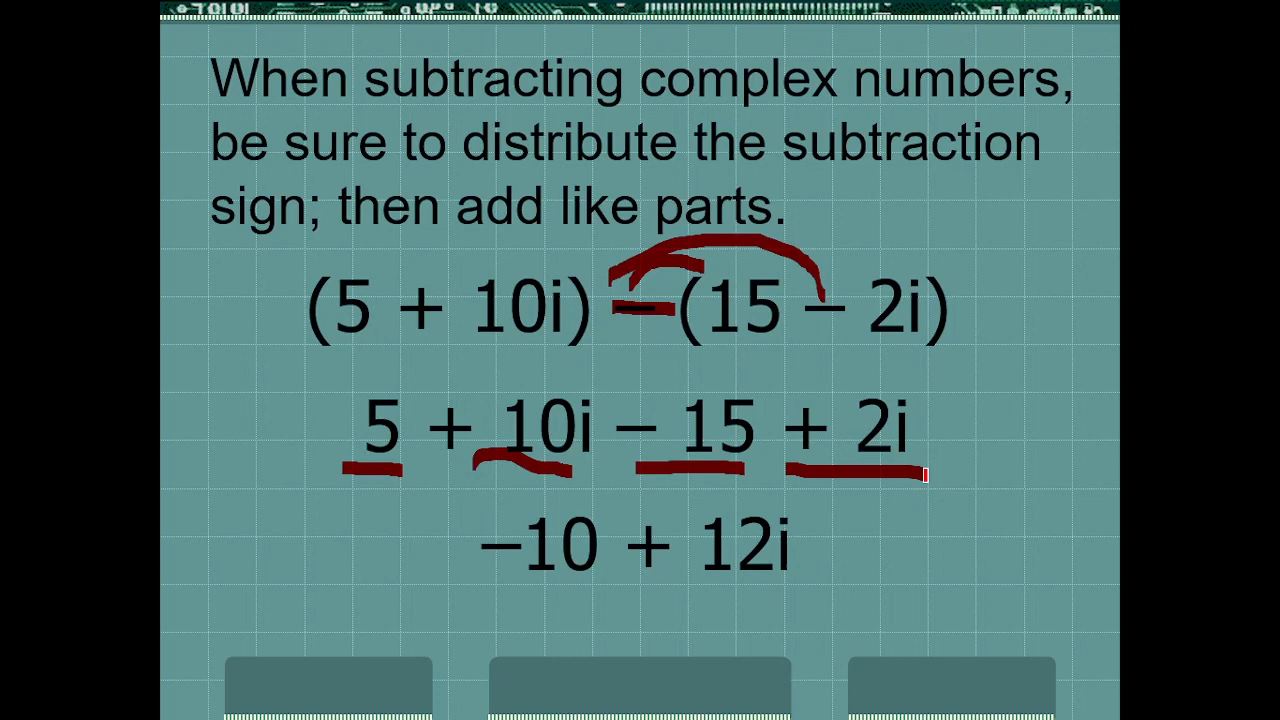 When subtracting complex numbers,
be sure to distribute the subtraction
sign; then add like parts.
(5 + 10i) – (15 – 2i)
5 + 10i – 15 + 2i
–10 + 12i